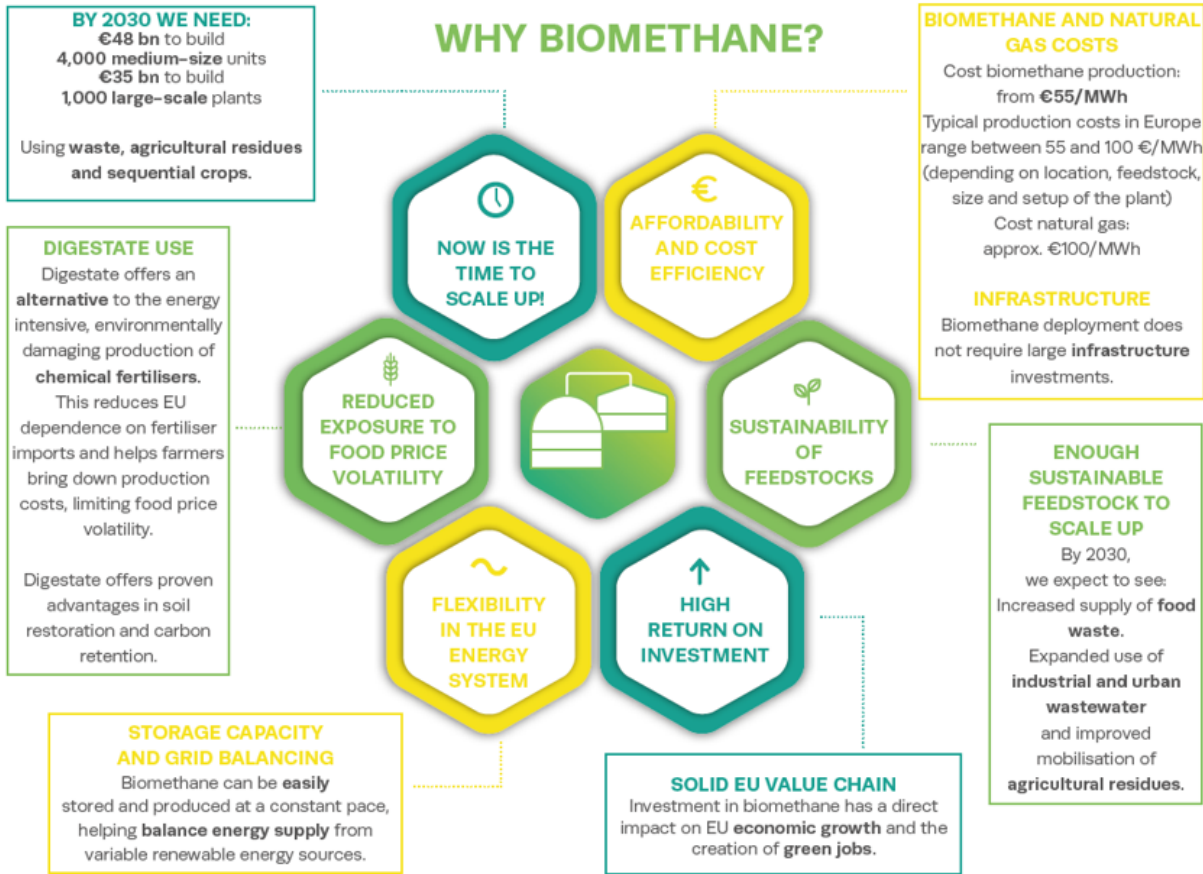 WHY BIOMETHANE?
BY 2030 WE NEED:
€48 bn to build
4,000 medium-size units
€35 bn to build
1,000 large-scale plants
Using waste, agricultural residues
and sequential crops.
BIOMETHANE AND NATURAL
GAS COSTS
Cost biomethane production:
from €55/MWh
Typical production costs in Europe
range between 55 and 100 €/MWh
(depending on location, feedstock,
size and setup of the plant)
Cost natural gas:
approx. €100/MWh
INFRASTRUCTURE
Biomethane deployment does
not require large infrastructure
investments.
NOW IS THE
TIME TO
SCALE UP!
€
AFFORDABILITY
AND COST
EFFICIENCY
DIGESTATE USE
Digestate offers an
alternative to the energy
intensive, environmentally
damaging production of
chemical fertilisers.
This reduces EU
dependence on fertiliser
imports and helps farmers
bring down production
costs, limiting food price
volatility.
Digestate offers proven
advantages in soil
restoration and carbon
retention.
REDUCED
EXPOSURE TO
FOOD PRICE
VOLATILITY
SUSTAINABILITY
OF
FEEDSTOCKS
ENOUGH
SUSTAINABLE
FEEDSTOCK TO
SCALE UP
By 2030,
we expect to see:
Increased supply of food
waste.
Expanded use of
industrial and urban
wastewater
and improved
mobilisation of
agricultural residues.
FLEXIBILITY
IN THE EU
ENERGY
SYSTEM
HIGH
RETURN ON
INVESTMENT
STORAGE CAPACITY
AND GRID BALANCING
Biomethane can be easily
stored and produced at a constant pace,
helping balance energy supply from
variable renewable energy sources.
SOLID EU VALUE CHAIN
Investment in biomethane has a direct
impact on EU economic growth and the
creation of green jobs.